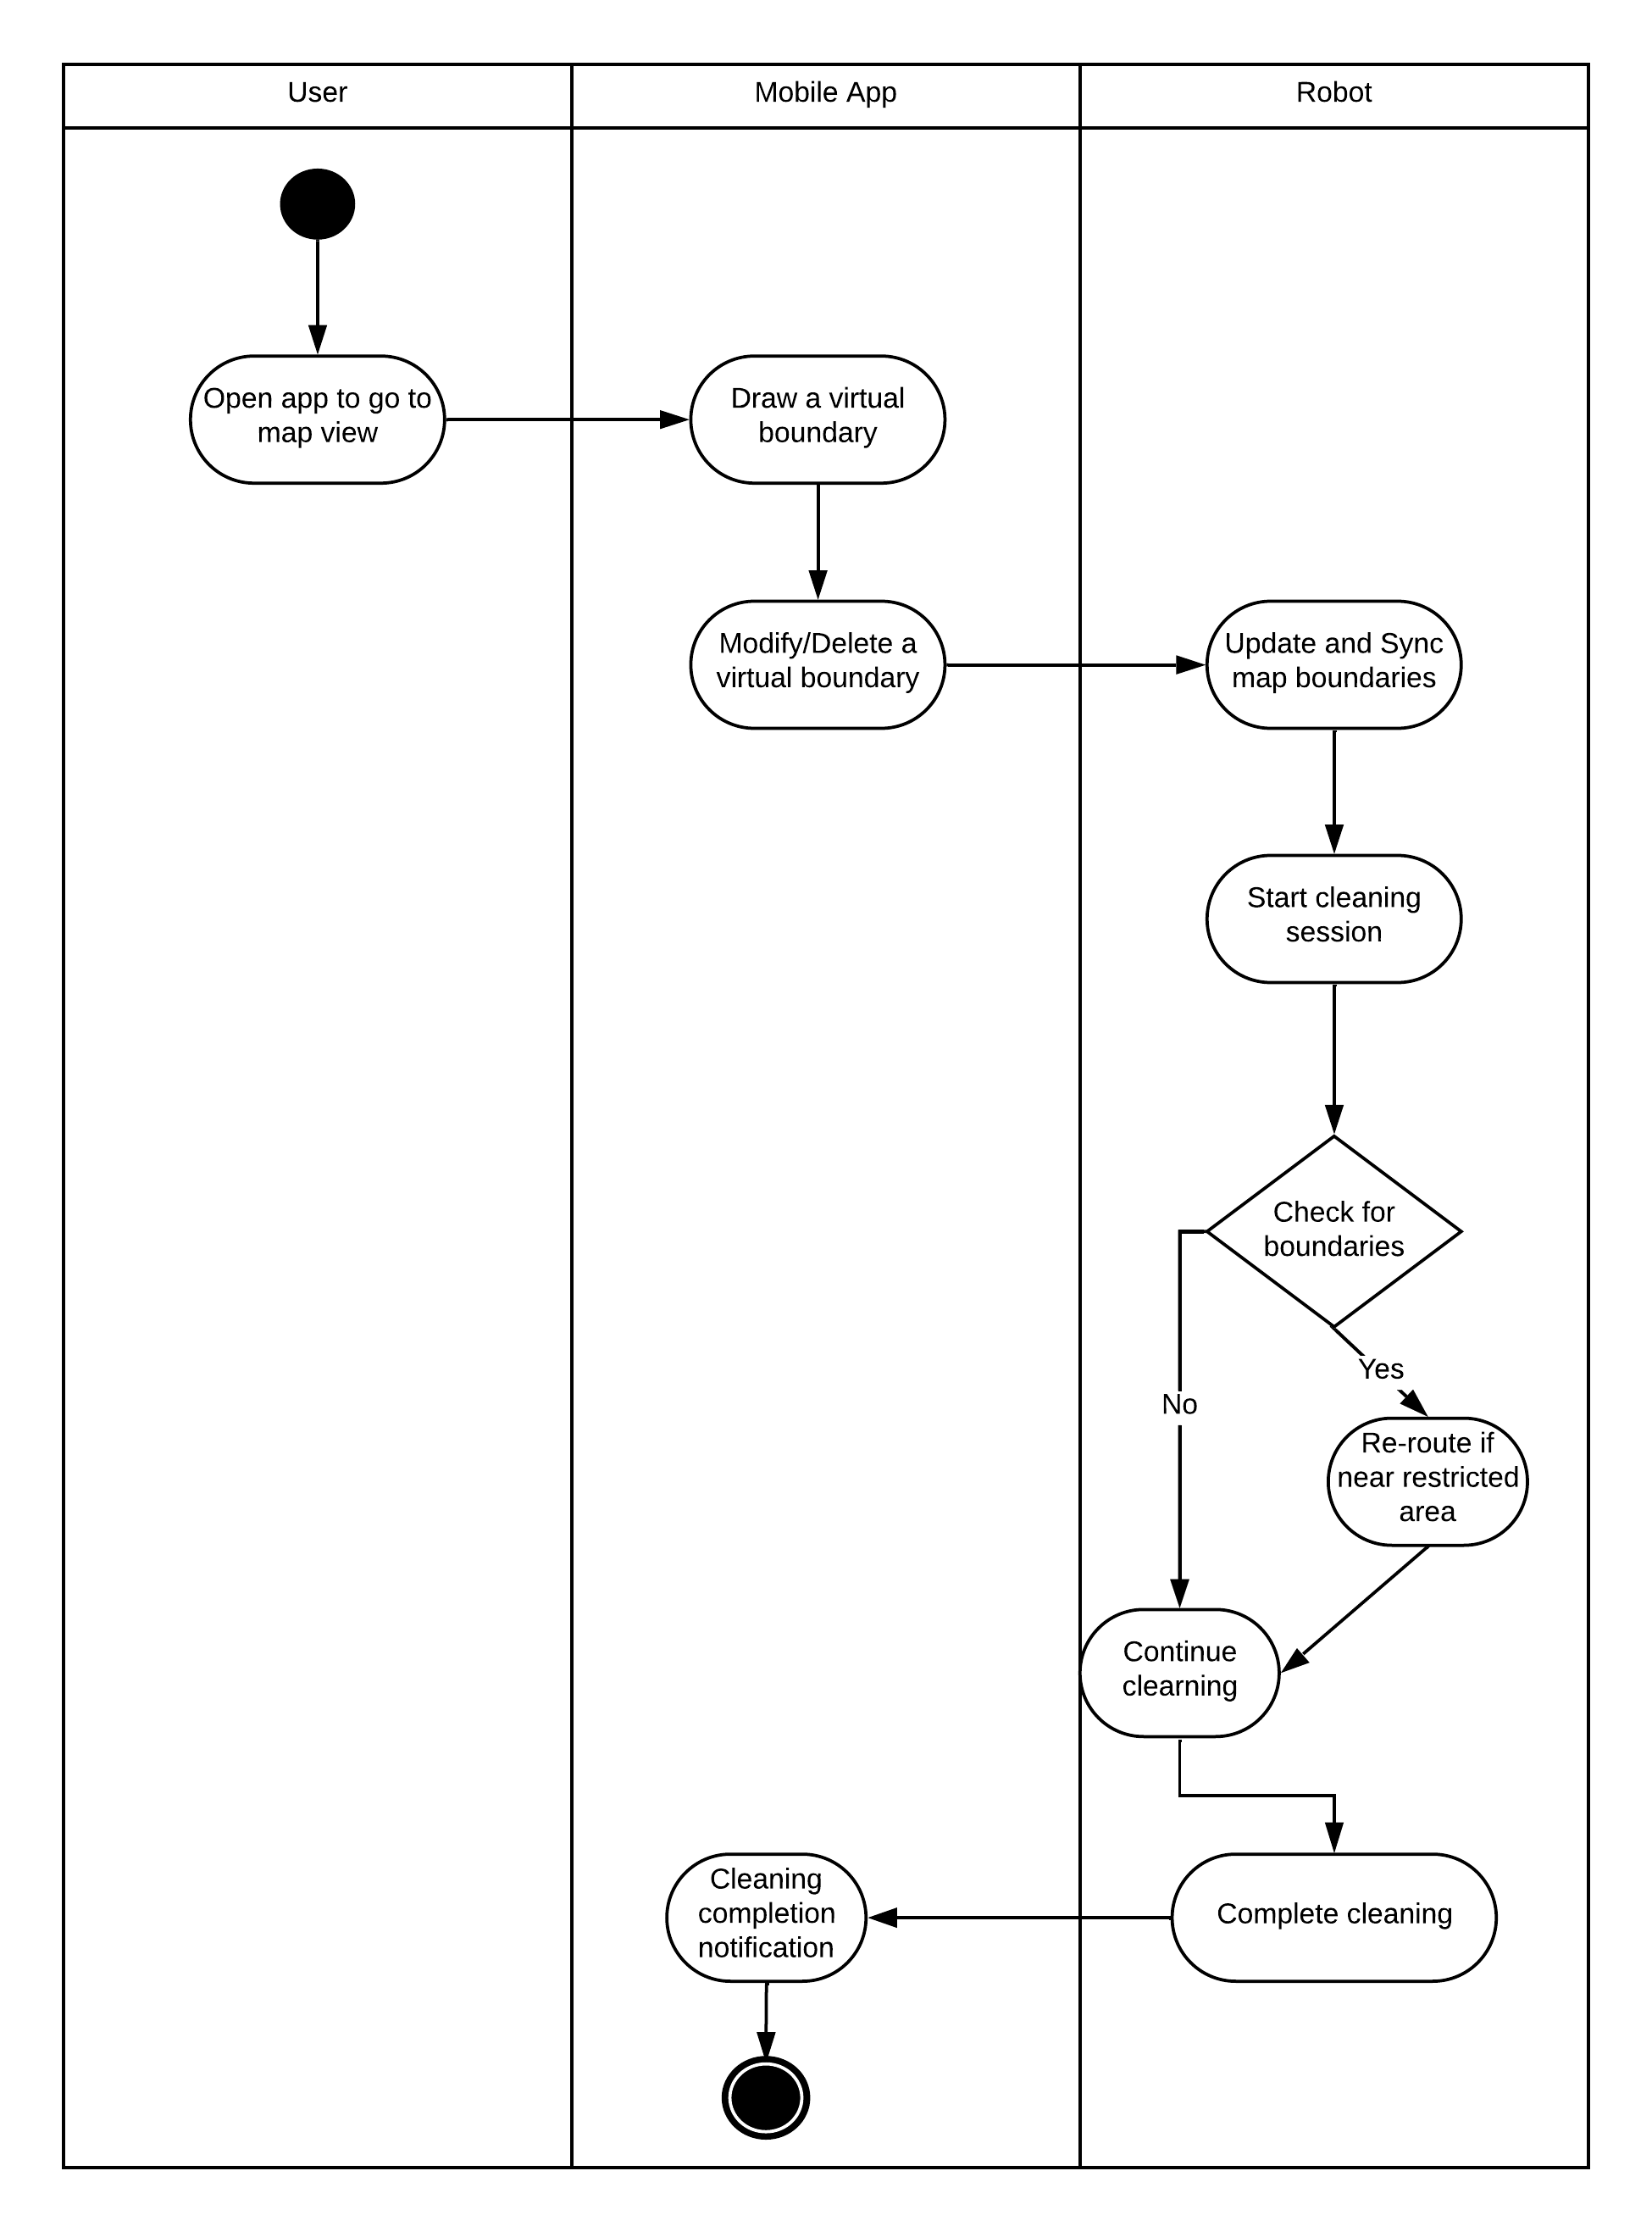 User
Mobile App
Robot
Open app to go to
map view
Draw a virtual
boundary
Modify/Delete a
virtual boundary
Update and Sync
map boundaries
Start cleaning
session
Check for
boundaries
Yes
No
Re-route if
near restricted
area
Continue
clearning
Complete cleaning
Cleaning
completion
notification